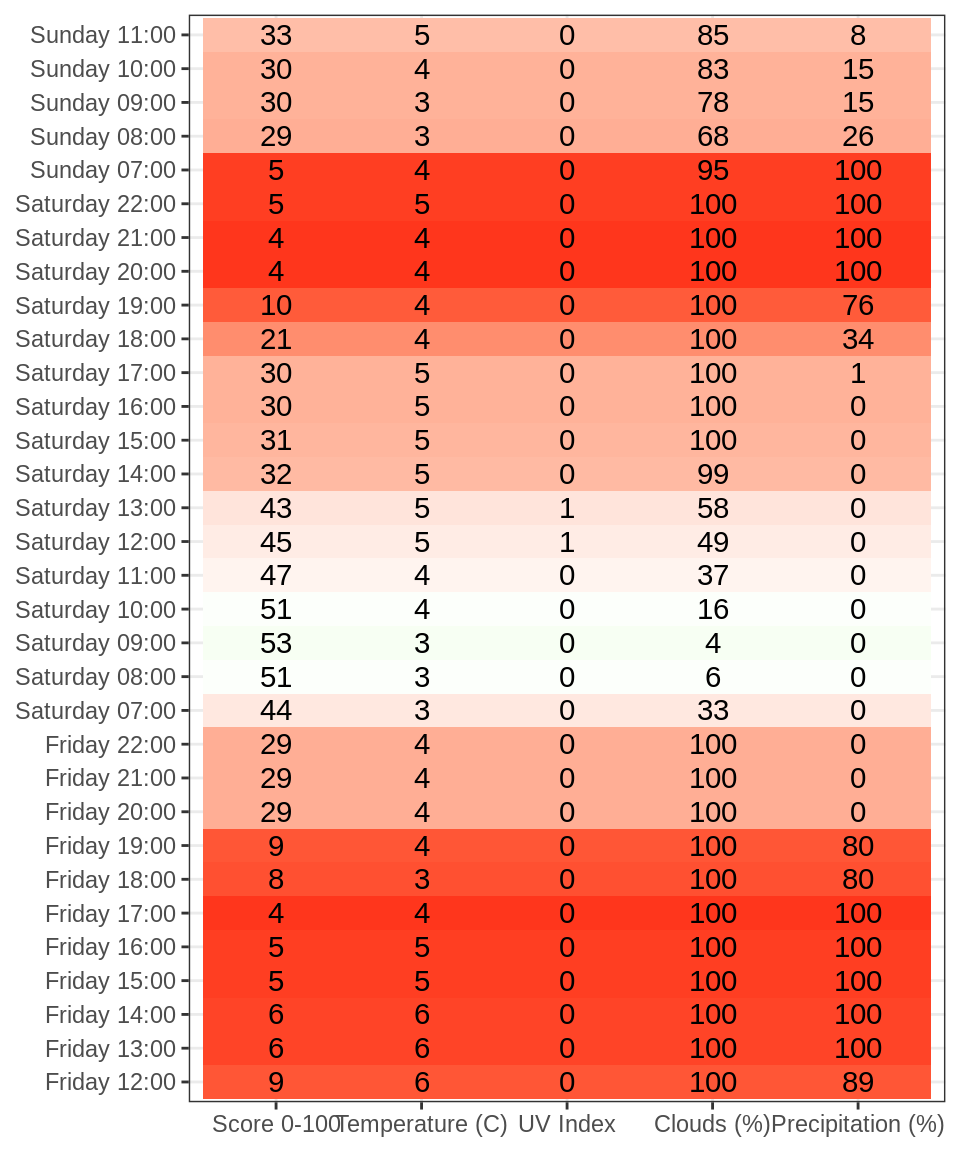 Sunday 11:00 33 5 0 85 8
Sunday 10:00 30 4 0 83 15
Sunday 09:00 30 3 0 78 15
Sunday 08:00 29 3 0 68 26
Sunday 07:00 5 4 0 95 100
Saturday 22:00 5 5 0 100 100
Saturday 21:00 4 4 0 100 100
Saturday 20:00 4 4 0 100 100
Saturday 19:00 10 4 0 100 76
Saturday 18:00 21 4 0 100 34
Saturday 17:00 30 5 0 100 1
Saturday 16:00 30 5 0 100 0
Saturday 15:00 31 5 0 100 0
Saturday 14:00 32 5 0 99 0
Saturday 13:00 43 5 1 58 0
Saturday 12:00 45 5 1 49 0
Saturday 11:00 47 4 0 37 0
Saturday 10:00 51 4 0 16 0
Saturday 09:00 53 3 0 4 0
Saturday 08:00 51 3 0 6 0
Saturday 07:00 44 3 0 33 0
Friday 22:00 29 4 0 100 0
Friday 21:00 29 4 0 100 0
Friday 20:00 29 4 0 100 0
Friday 19:00 9 4 0 100 80
Friday 18:00 8 3 0 100 80
Friday 17:00 4 4 0 100 100
Friday 16:00 5 5 0 100 100
Friday 15:00 5 5 0 100 100
Friday 14:00 6 6 0 100 100
Friday 13:00 6 6 0 100 100
Friday 12:00 9 6 0 100 89
Score 0-100 Temperature (C) UV Index Clouds (%) Precipitation (%)